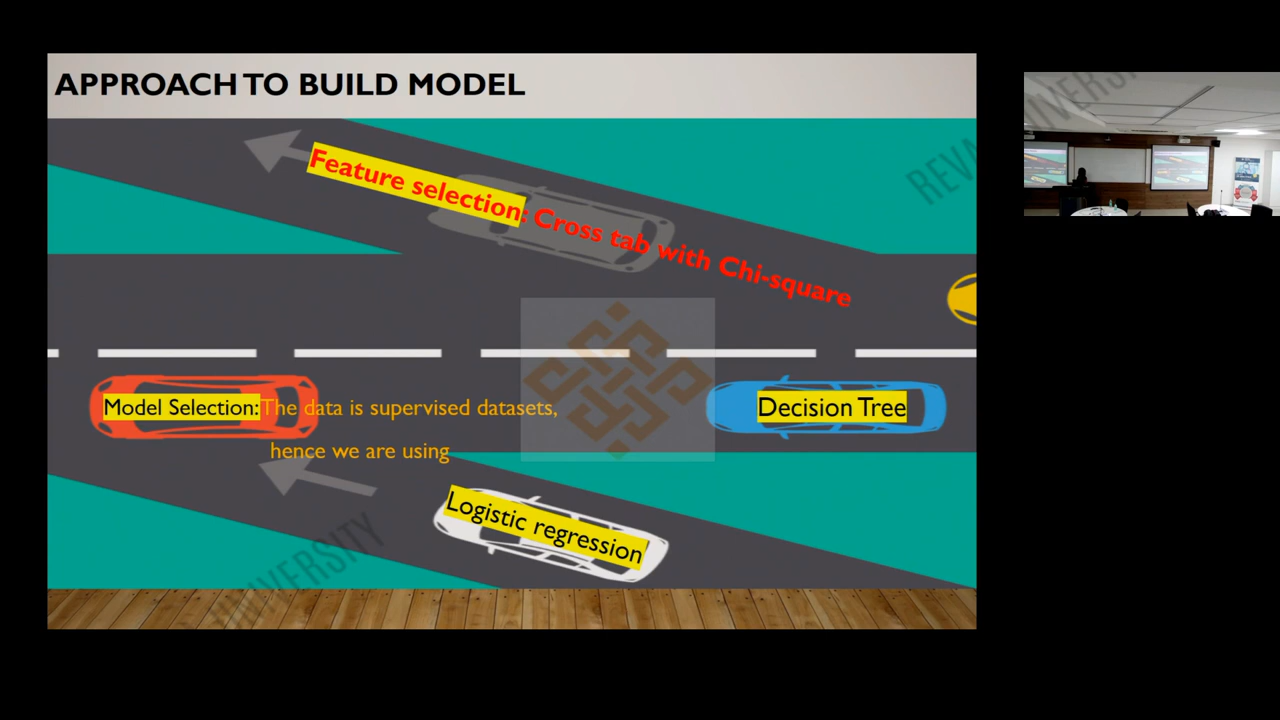 APPROACH TO BUILD MODEL
Feature selection: Cross tab with Chi-square
Model Selection:The data is supervised datasets,
hence we are using
Decision Tree
Logistic regression
UNIVERSITY